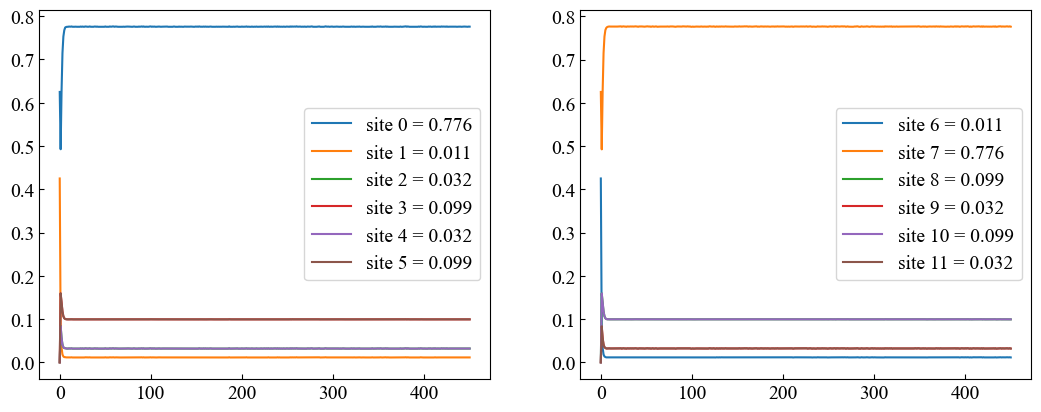 0.8
0.7
0.6
0.5
0.4
0.3
0.2
0.1
0.0
0 100 200 300 400
site 0 = 0.776
site 1 = 0.011
site 2 = 0.032
site 3 = 0.099
site 4 = 0.032
site 5 = 0.099
0.8
0.7
0.6
0.5
0.4
0.3
0.2
0.1
0.0
0 100 200 300 400
site 6 = 0.011
site 7 = 0.776
site 8 = 0.099
site 9 = 0.032
site 10 = 0.099
site 11 = 0.032